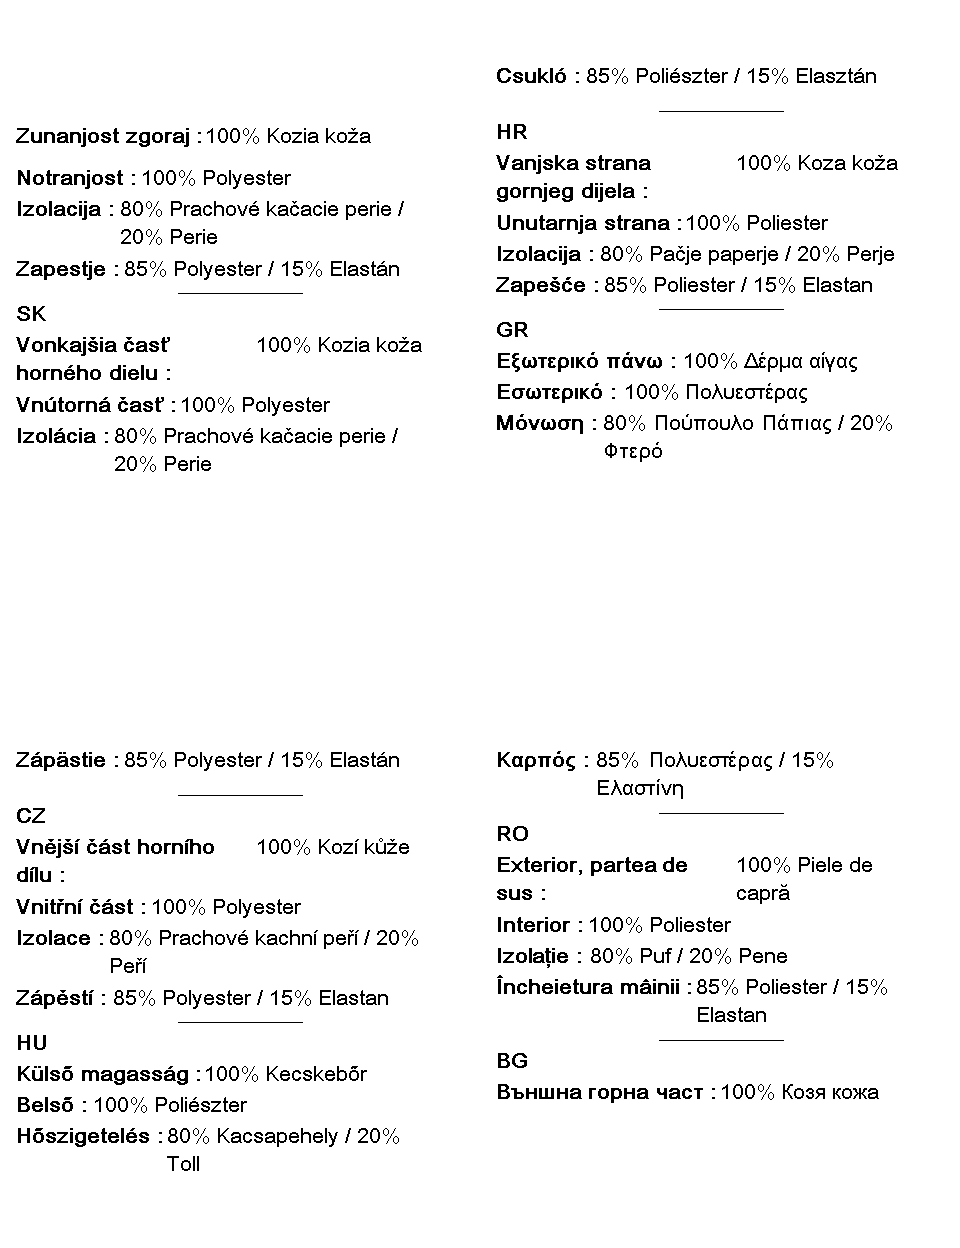 Zunanjost zgoraj : 100% Kozia koža
Notranjost : 100% Polyester
Izolacija : 80% Prachové kačacie perie /
20% Perie
Zapestje : 85% Polyester / 15% Elastán
SK
Vonkajšia časť 100% Kozia koža
horného dielu :
Vnútorná časť : 100% Polyester
Izolácia : 80% Prachové kačacie perie /
20% Perie
Zápästie : 85% Polyester / 15% Elastán
CZ
Vnější část horního 100% Kozí kůže
dílu :
Vnitřní část : 100% Polyester
Izolace : 80% Prachové kachní peří / 20%
Peří
Zápěstí : 85% Polyester / 15% Elastan
HU
Külső magasság : 100% Kecskebőr
Belső : 100% Poliészter
Hőszigetelés : 80% Kacsapehely / 20%
Toll
Csukló : 85% Poliészter / 15% Elasztán
HR
Vanjska strana 100% Koza koža
gornjeg dijela :
Unutarnja strana : 100% Poliester
Izolacija : 80% Pačje paperje / 20% Perje
Zapešće : 85% Poliester / 15% Elastan
GR
Εξωτερικό πάνω : 100% Δέρμα αίγας
Εσωτερικό : 100% Πολυεστέρας
Μόνωση : 80% Πούπουλο Πάπιας / 20%
Φτερό
Καρπός : 85% Πολυεστέρας / 15%
Ελαστίνη
RO
Exterior, partea de 100% Piele de
sus : capră
Interior : 100% Poliester
Izolație : 80% Puf / 20% Pene
Încheietura mâinii : 85% Poliester / 15%
Elastan
BG
Външна горна част : 100% Козя кожа